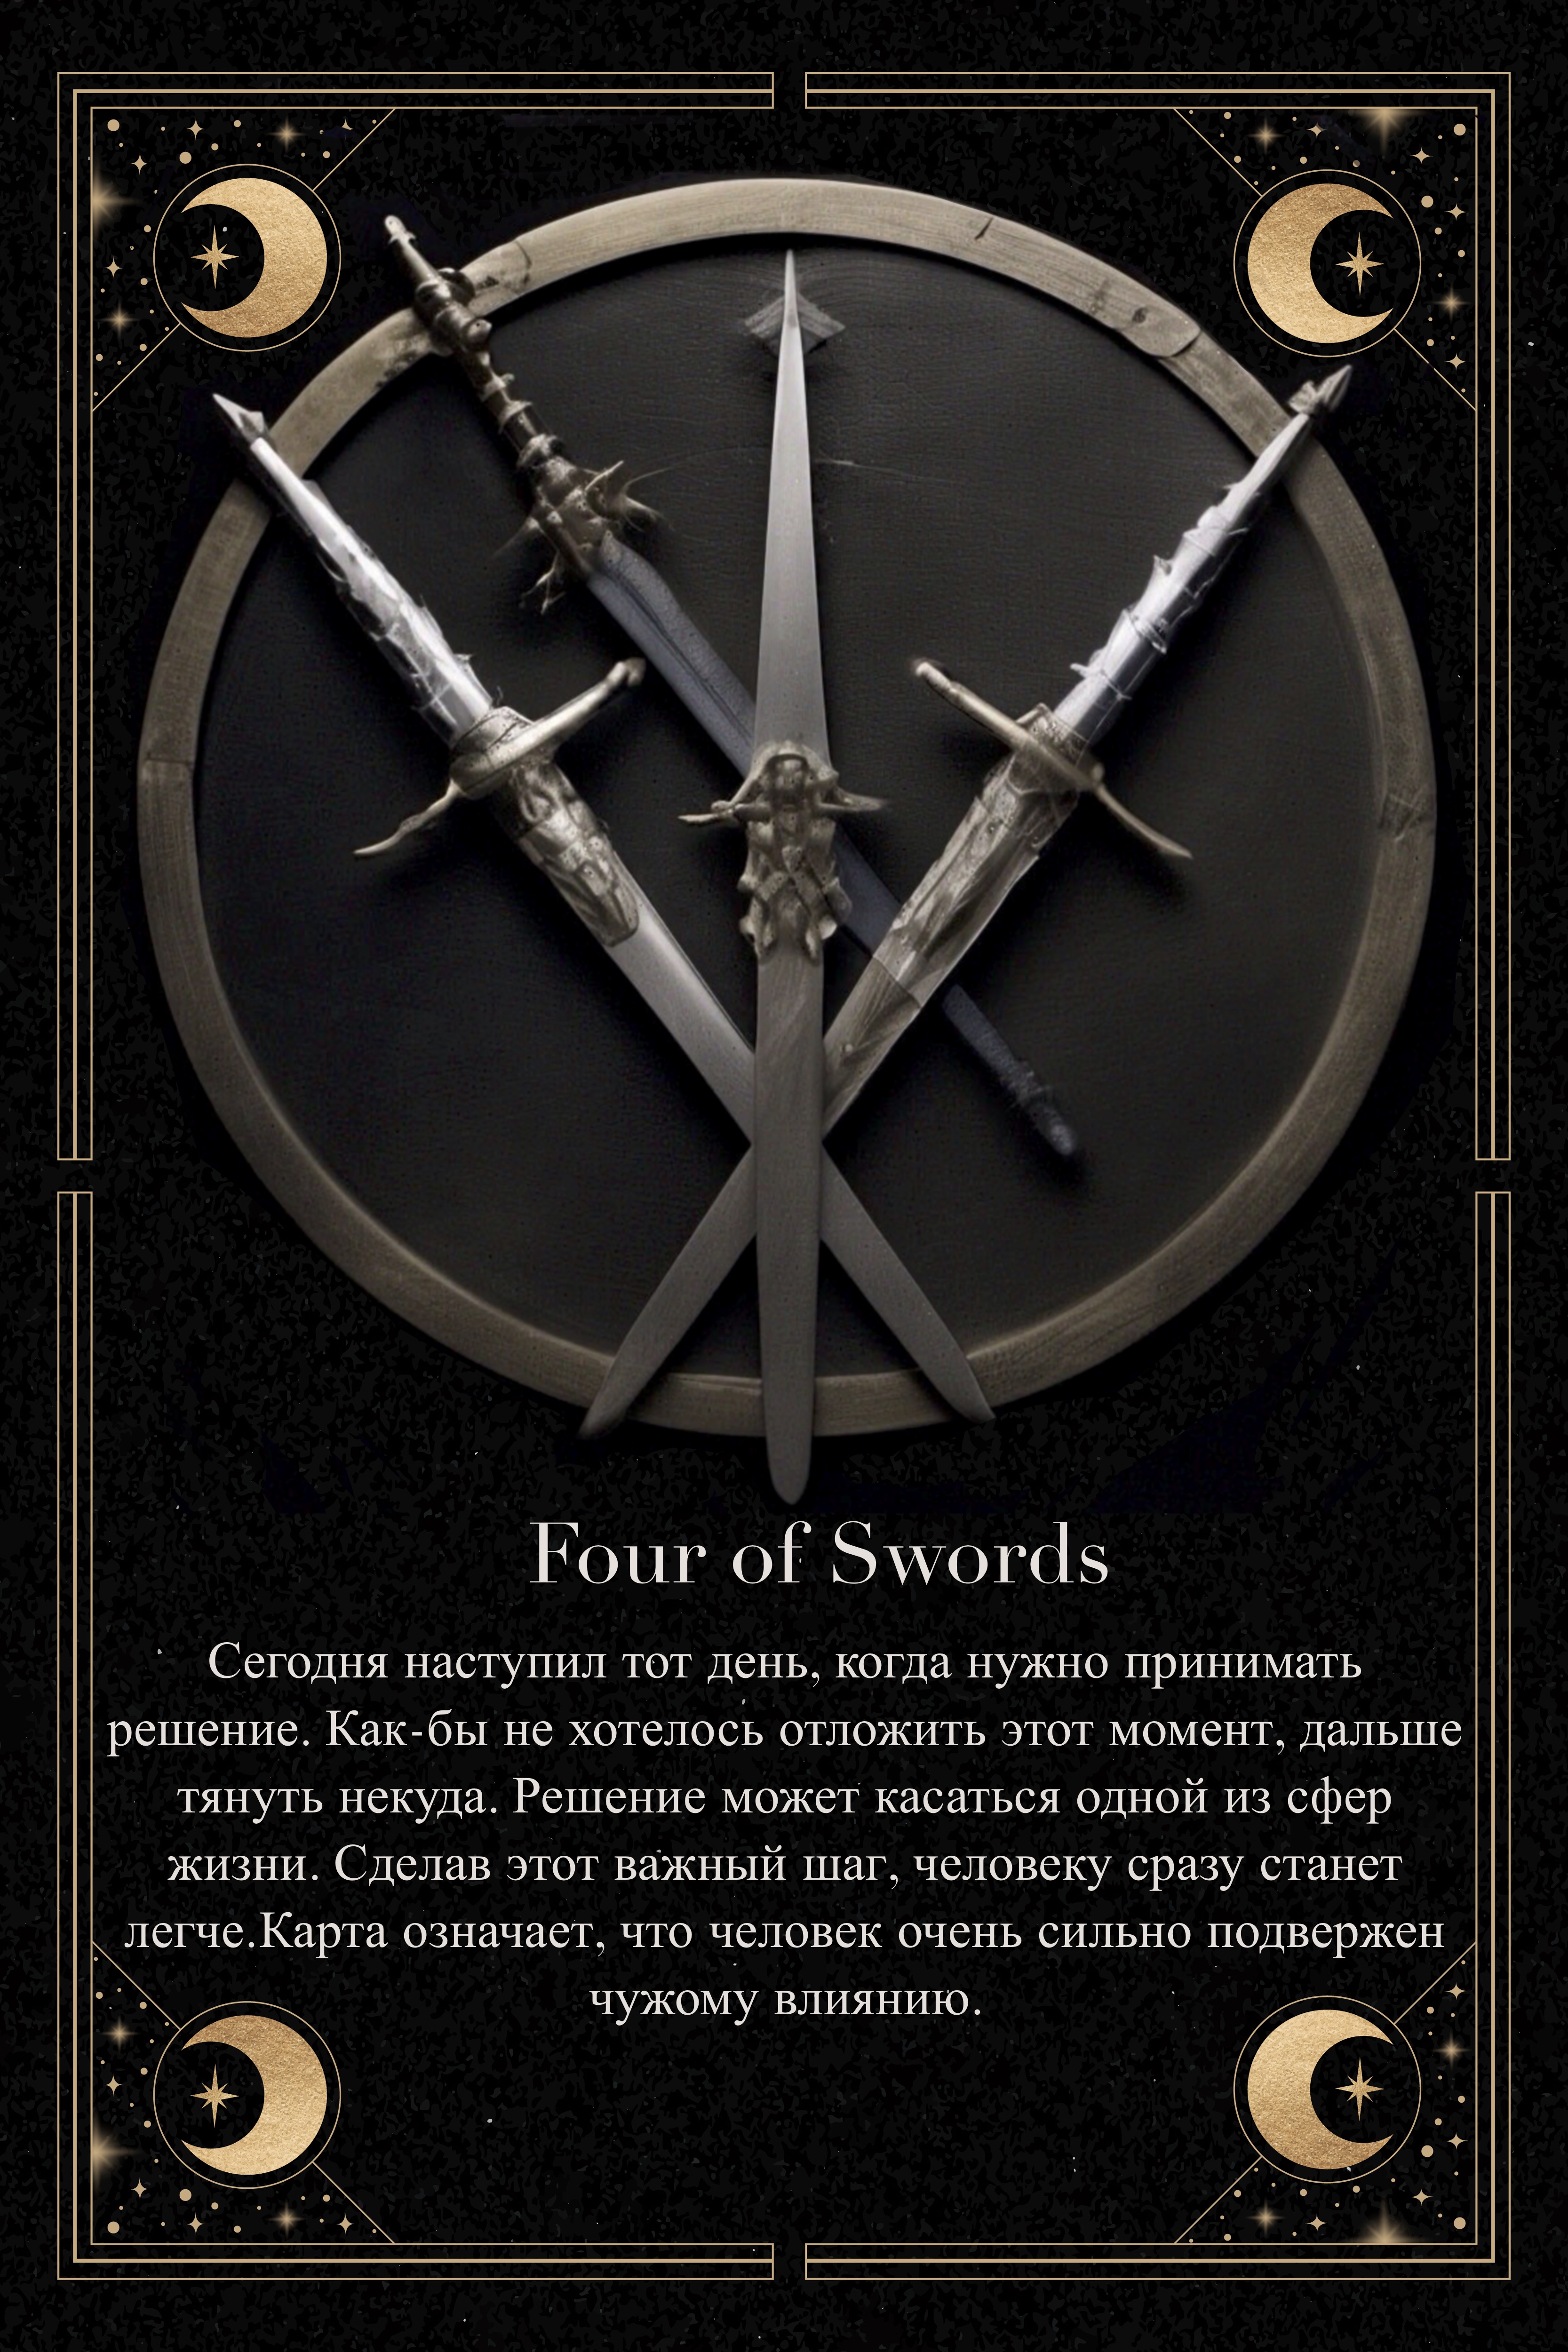 Four of Swords
Сегодня наступил тот день, когда нужно принимать
решение. Как-бы не хотелось отложить этот момент, дальше
тянуть некуда. Решение может касаться одной из сфер
жизни. Сделав этот важный шаг, человеку сразу станет
легче.Карта означает, что человек очень сильно подвержен
чужому влиянию.